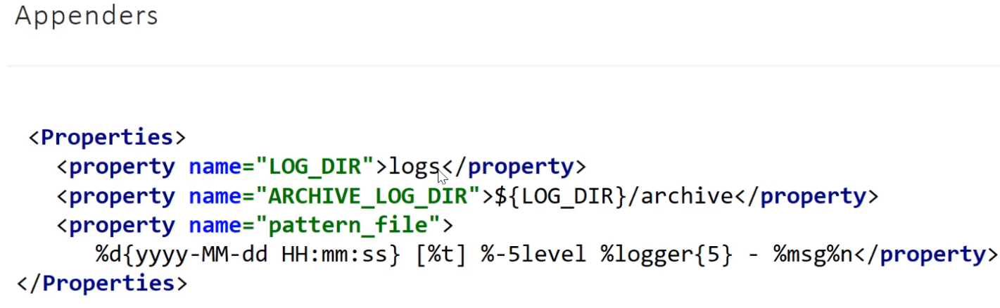 Appenders
<Properties>
<property name="LOG_DIR">logs</property>
<property name="ARCHIVE_LOG_DIR">${LOG_DIR}/archive</property>
<property name="pattern_file">
%d{yyyy-MM-dd HH:mm:ss} [%t] %-5level %logger{5} - %msg%n</property>
</Properties>